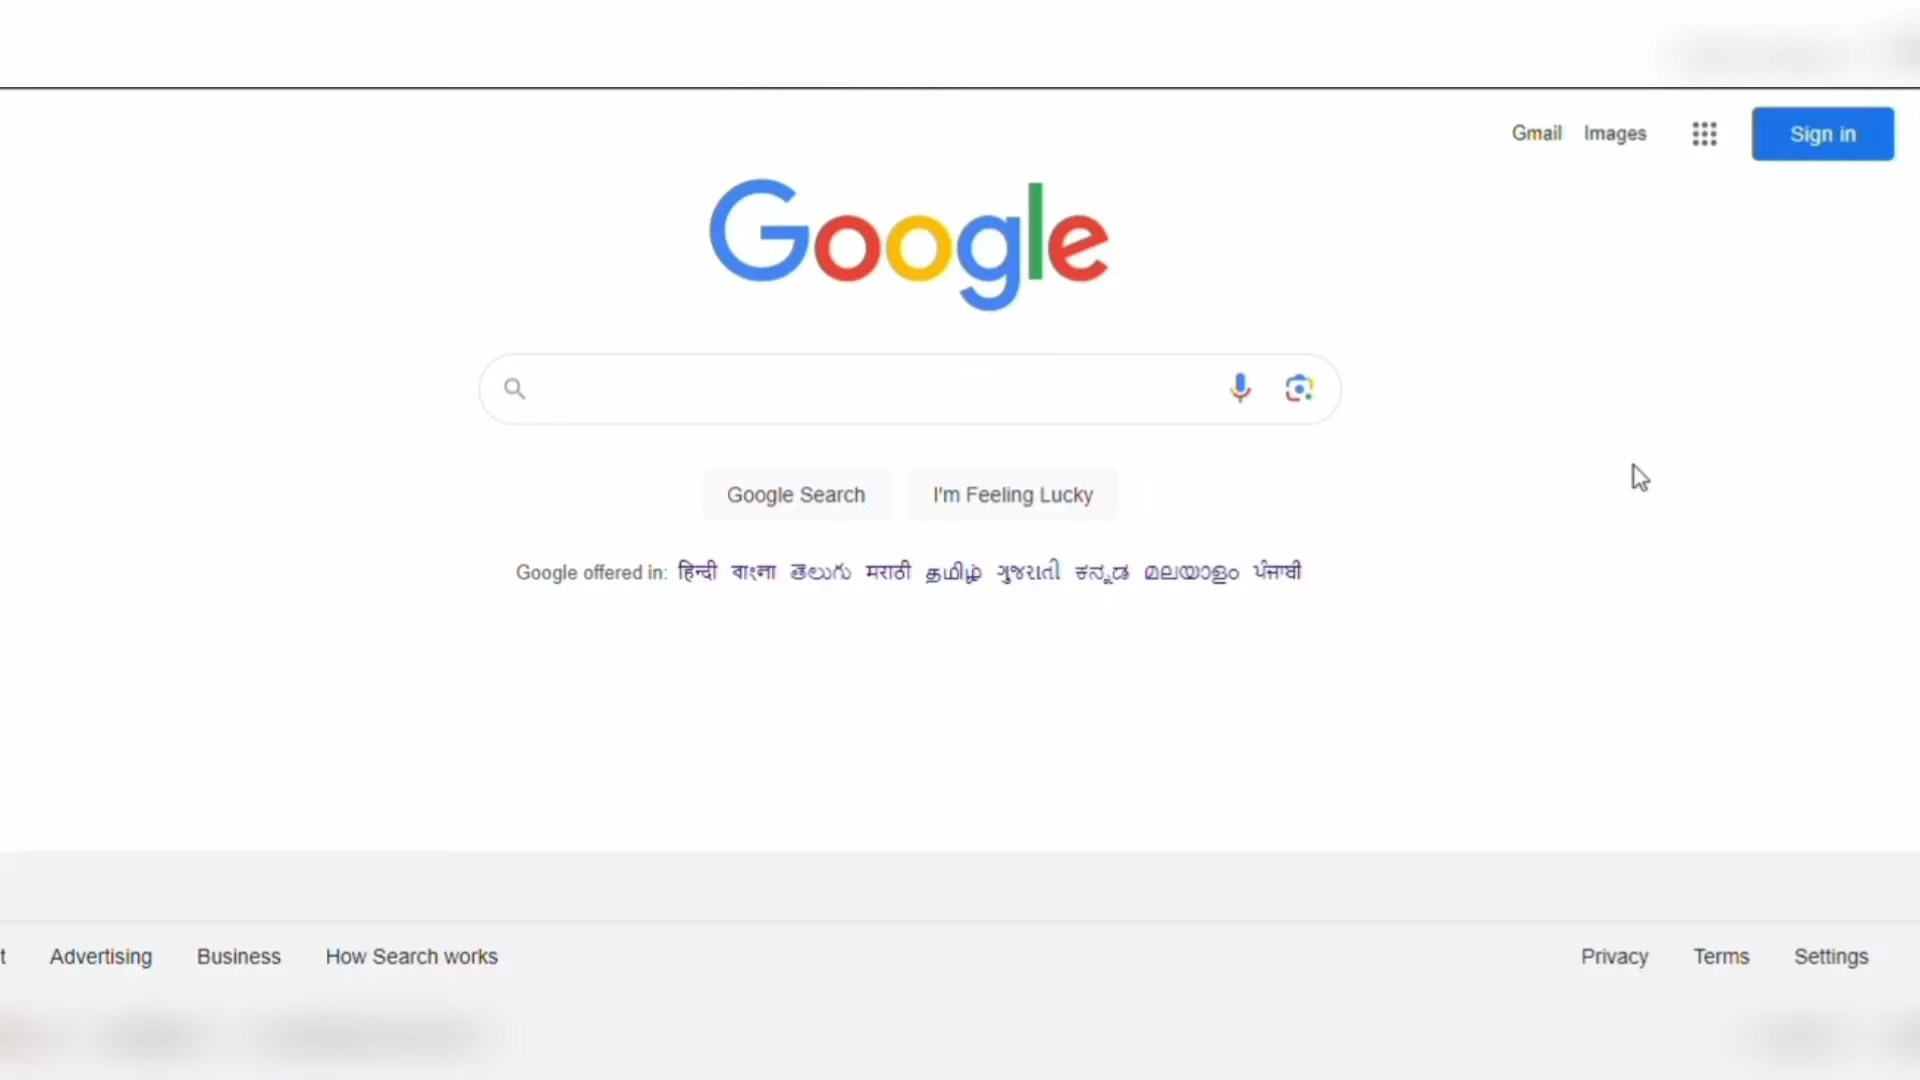 Gmail Images Sign in
Google
Google Search I'm Feeling Lucky
Google offered in: हिन्दी বাংলা తెలుగు मराठी தமிழ் ગુજરાતી ಕನ್ನಡ മലയാളം ਪੰਜਾਬੀ
t Advertising Business How Search works Privacy Terms Settings